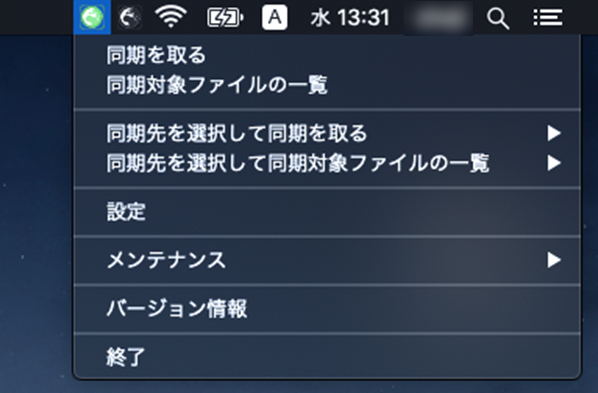 A 水 13:31
同期を取る
同期対象ファイルの一覧
同期先を選択して同期を取る
同期先を選択して同期対象ファイルの一覧
設定
メンテナンス
バージョン情報
終了